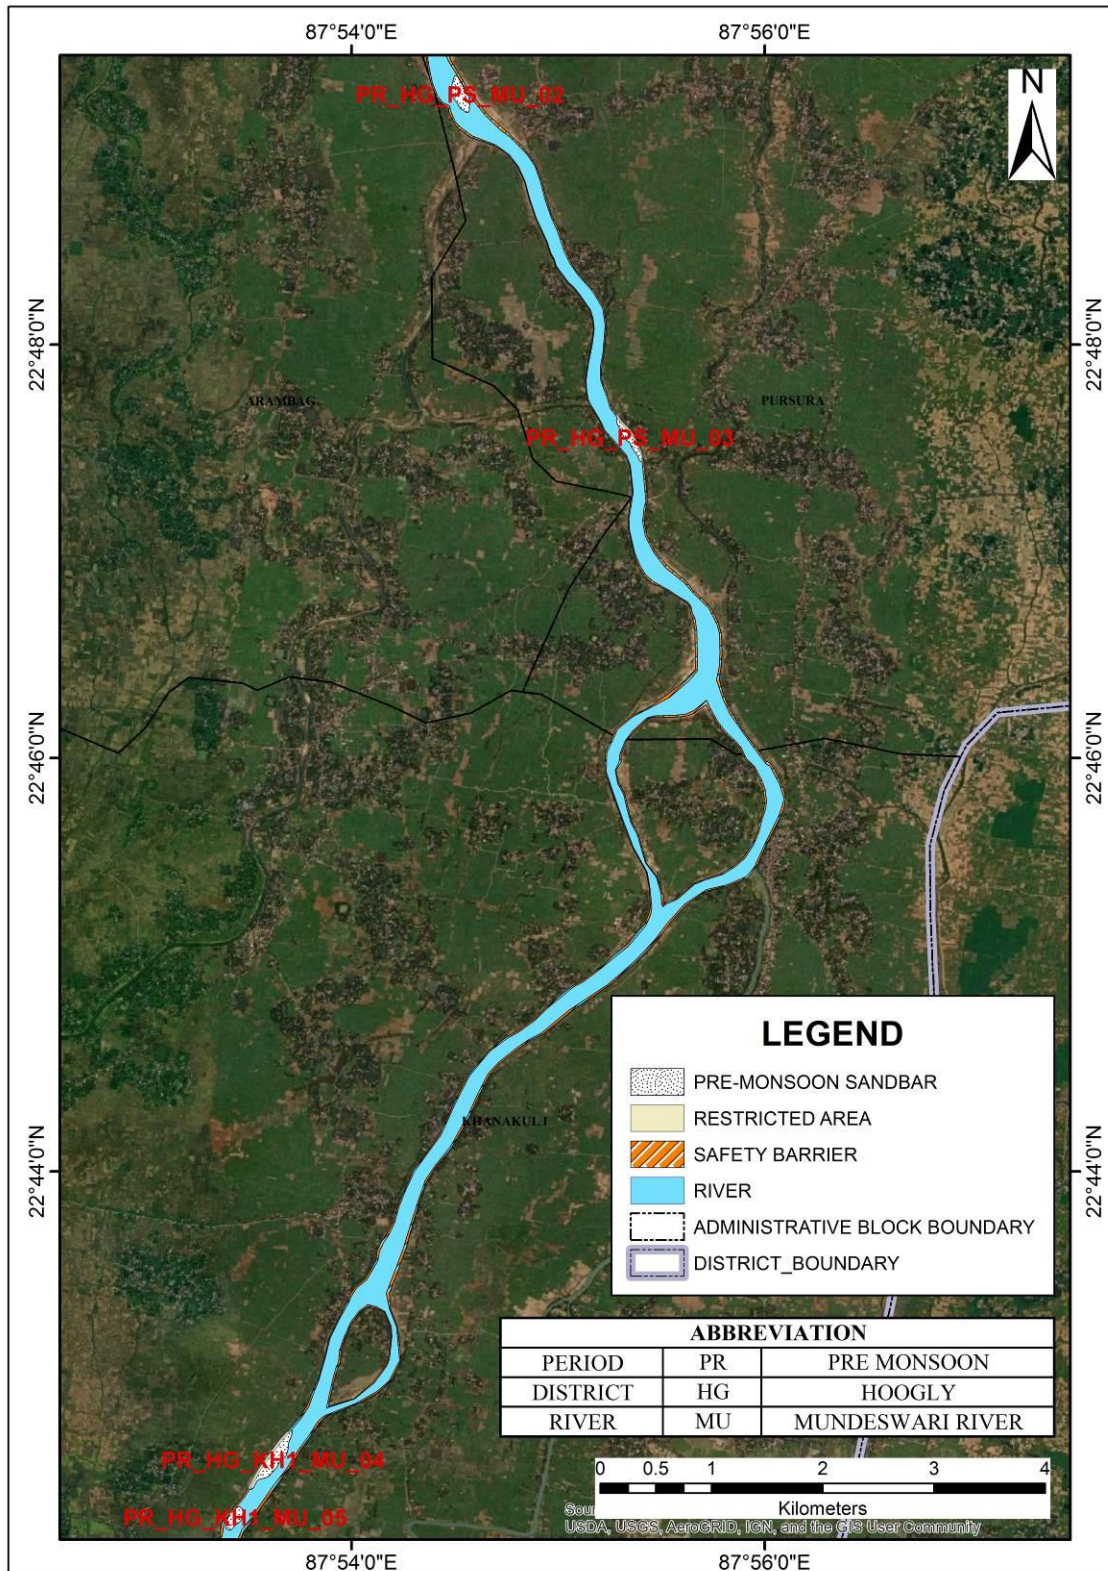 87°54'0"E 87°56'0"E
N
PR_HG_PS_MU_02
22°48'0"N 22°48'0"N
ARAMBAG PURSURA
PR_HG_PS_MU_03
22°46'0"N 22°46'0"N
LEGEND
PRE-MONSOON SANDBAR
RESTRICTED AREA
SAFETY BARRIER
RIVER
ADMINISTRATIVE BLOCK BOUNDARY
DISTRICT_BOUNDARY
KHANAKUL I
22°44'0"N 22°44'0"N
ABBREVIATION
PERIOD PR PRE MONSOON
DISTRICT HG HOOGLY
RIVER MU MUNDESWARI RIVER
PR_HG_KH1_MU_04
PR_HG_KH1_MU_05
0 0.5 1 2 3 4
Kilometers
USDA, USGS, AeroGRID, IGN, and the GIS User Community
87°54'0"E 87°56'0"E